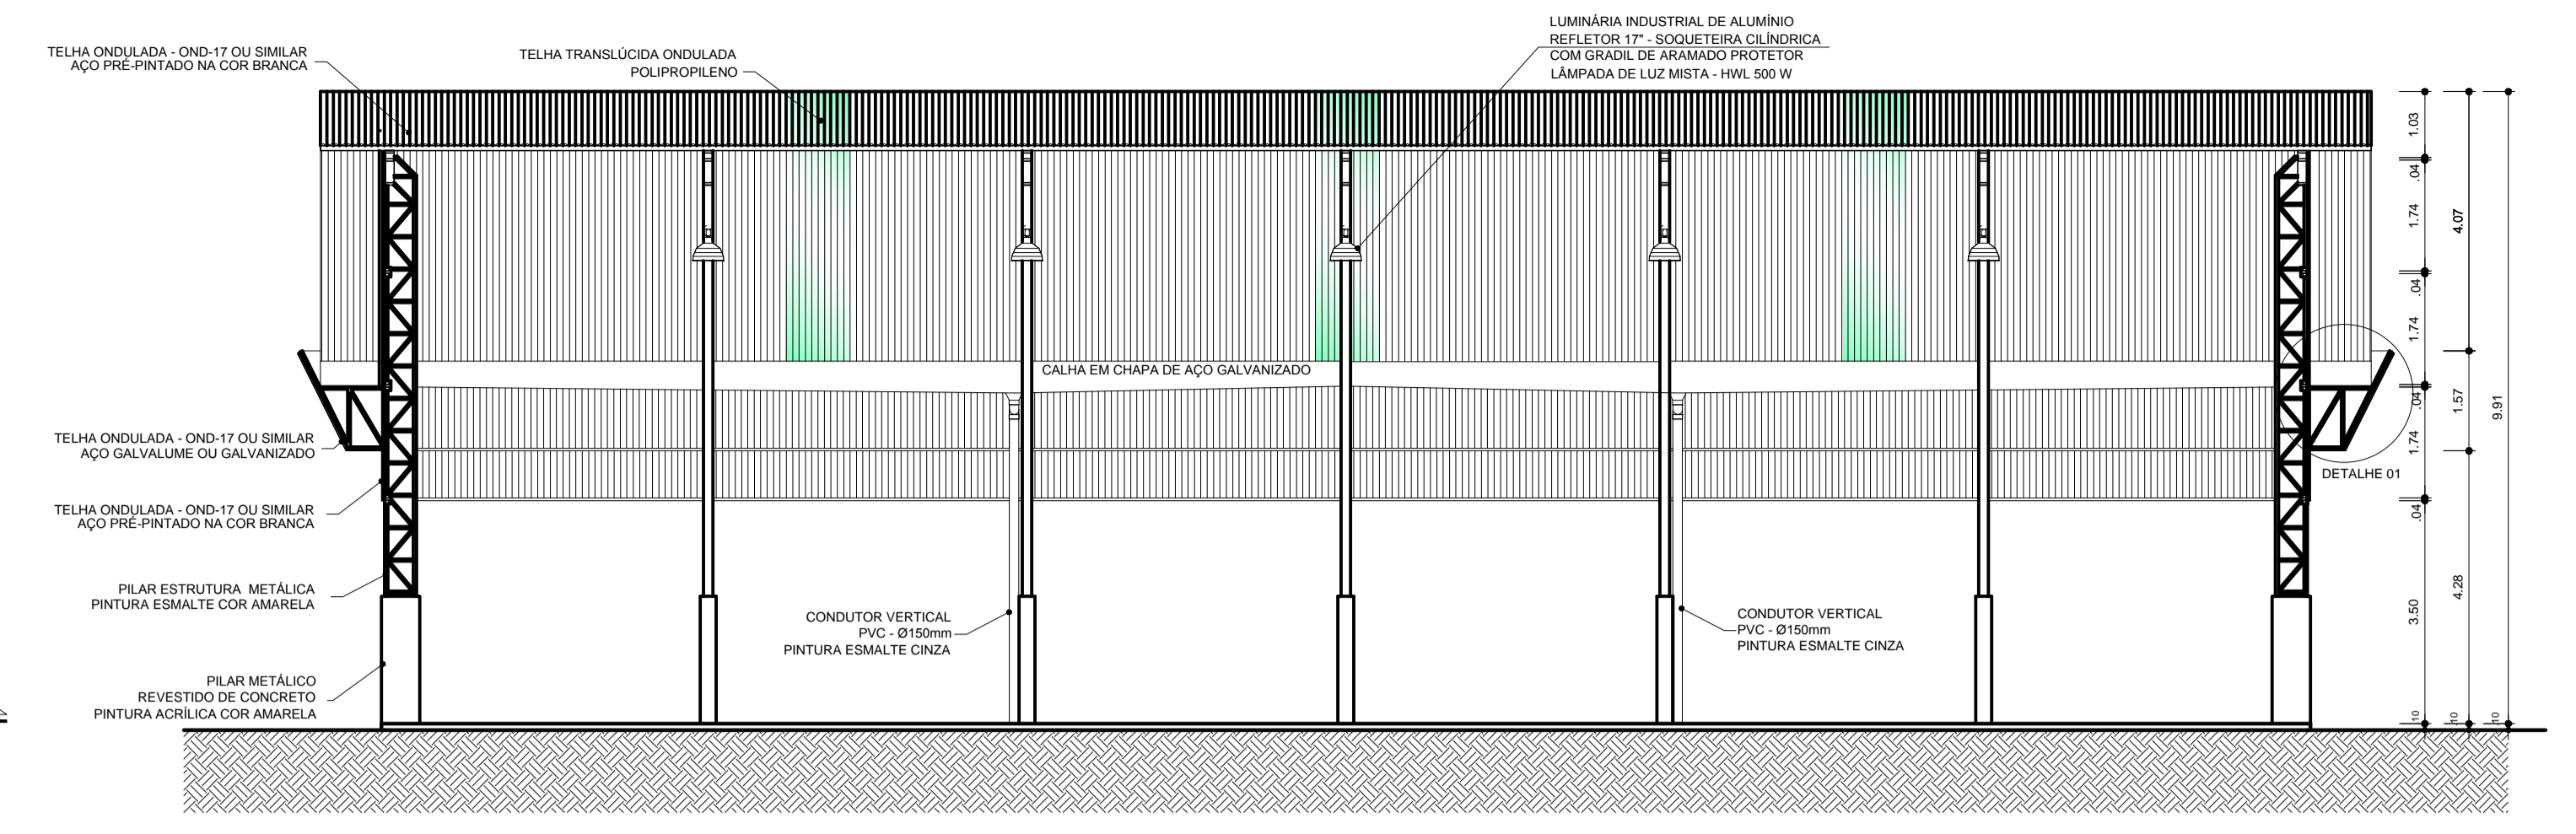 LUMINÁRIA INDUSTRIAL DE ALUMÍNIO
REFLETOR 17" - SOQUETEIRA CILÍNDRICA
COM GRADIL DE ARAMADO PROTETOR
LÂMPADA DE LUZ MISTA - HWL 500 W
TELHA ONDULADA - OND-17 OU SIMILAR
AÇO PRÉ-PINTADO NA COR BRANCA
TELHA TRANSLÚCIDA ONDULADA
POLIPROPILENO
CALHA EM CHAPA DE AÇO GALVANIZADO
TELHA ONDULADA - OND-17 OU SIMILAR
AÇO GALVALUME OU GALVANIZADO
TELHA ONDULADA - OND-17 OU SIMILAR
AÇO PRÉ-PINTADO NA COR BRANCA
PILAR ESTRUTURA METÁLICA
PINTURA ESMALTE COR AMARELA
PILAR METÁLICO
REVESTIDO DE CONCRETO
PINTURA ACRÍLICA COR AMARELA
CONDUTOR VERTICAL
PVC - Ø150mm
PINTURA ESMALTE CINZA
CONDUTOR VERTICAL
PVC - Ø150mm
PINTURA ESMALTE CINZA
DETALHE 01
1.03
.04
1.74
.04
1.74
.04
1.74
.04
3.50
.10
4.07
1.57
4.28
.10
9.91
.10